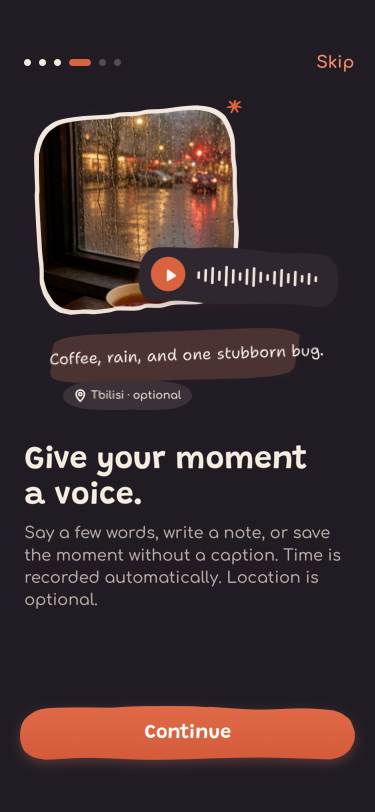 Skip
Coffee, rain, and one stubborn bug.
Tbilisi · optional
Give your moment
a voice.
Say a few words, write a note, or save
the moment without a caption. Time is
recorded automatically. Location is
optional.
Continue